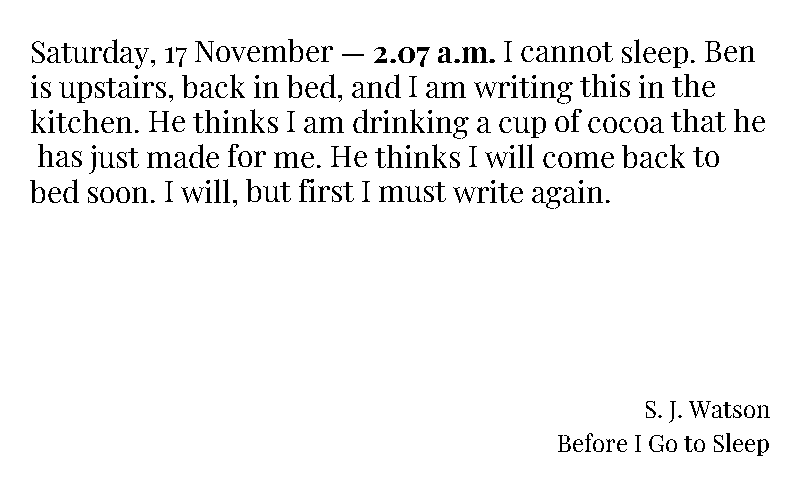 Saturday, 17 November — 2.07 a.m. I cannot sleep. Ben
is upstairs, back in bed, and I am writing this in the
kitchen. He thinks I am drinking a cup of cocoa that he
has just made for me. He thinks I will come back to
bed soon. I will, but first I must write again.
S. J. Watson
Before I Go to Sleep